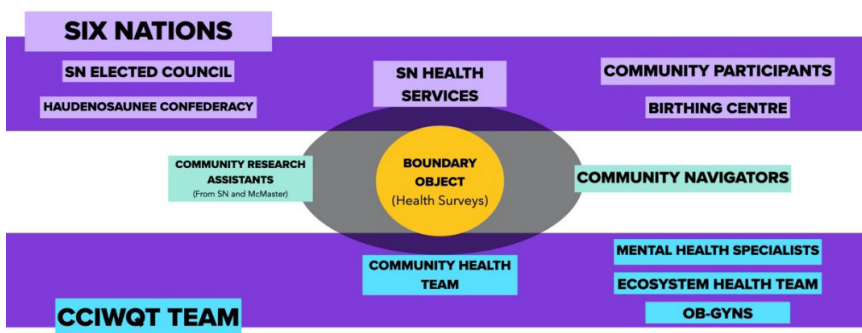 SIX NATIONS
SN ELECTED COUNCIL
HAUDENOSAUNEE CONFEDERACY
SN HEALTH
SERVICES
COMMUNITY PARTICIPANTS
BIRTHING CENTRE
COMMUNITY RESEARCH
ASSISTANTS
(From SN and McMaster)
BOUNDARY
OBJECT
(Health Surveys)
COMMUNITY NAVIGATORS
COMMUNITY HEALTH
TEAM
MENTAL HEALTH SPECIALISTS
ECOSYSTEM HEALTH TEAM
OB-GYNS
CCIWQT TEAM